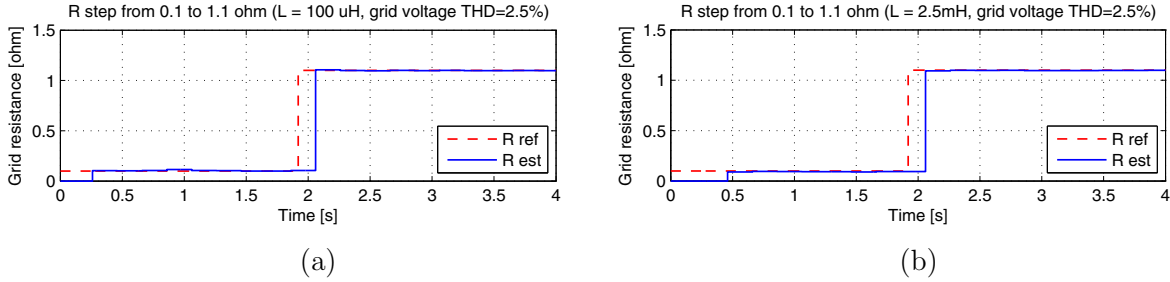 R step from 0.1 to 1.1 ohm (L = 100 uH, grid voltage THD=2.5%)
1.5
1
0.5
0
Grid resistance [ohm]
R ref
R est
0 0.5 1 1.5 2 2.5 3 3.5 4
Time [s]
(a)
R step from 0.1 to 1.1 ohm (L = 2.5mH, grid voltage THD=2.5%)
1.5
1
0.5
0
Grid resistance [ohm]
R ref
R est
0 0.5 1 1.5 2 2.5 3 3.5 4
Time [s]
(b)